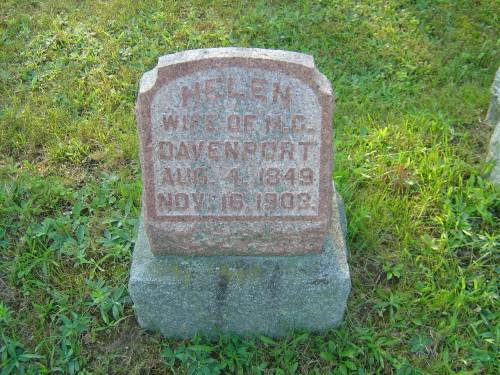 HELEN
WIFE OF H.C.
DAVENPORT
AUG. 4. 1849
NOV. 16. 1903.